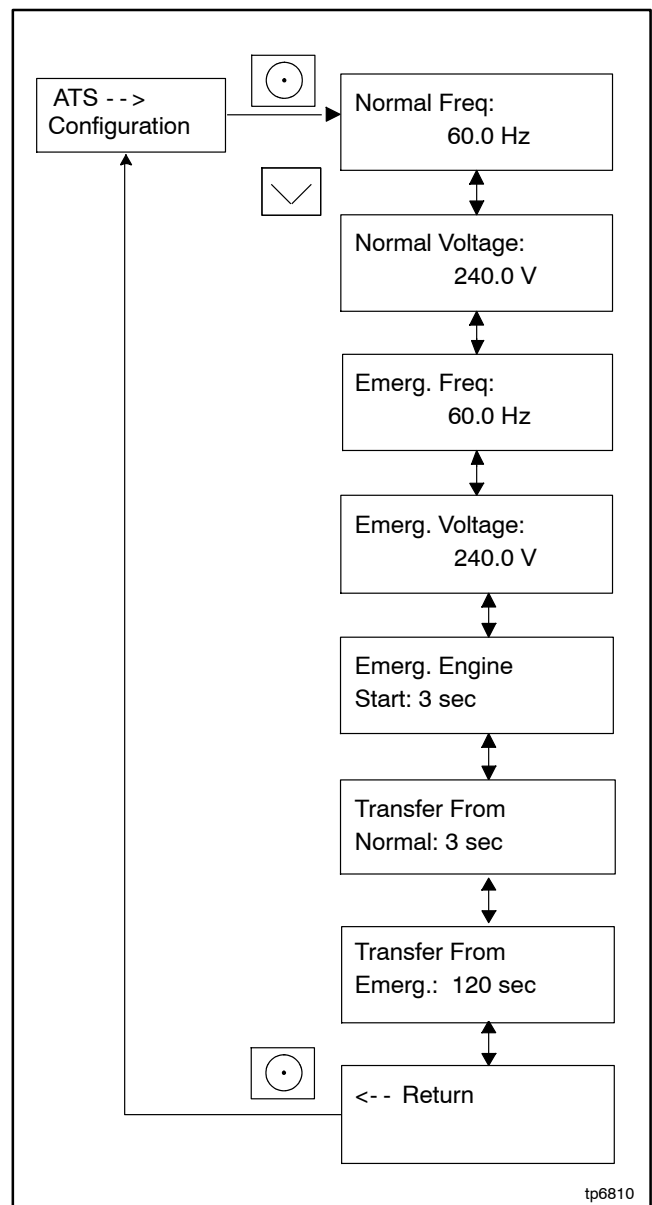 ATS - - >
Configuration
Normal Freq:
60.0 Hz
Normal Voltage:
240.0 V
Emerg. Freq:
60.0 Hz
Emerg. Voltage:
240.0 V
Emerg. Engine
Start: 3 sec
Transfer From
Normal: 3 sec
Transfer From
Emerg.: 120 sec
<- - Return
tp6810